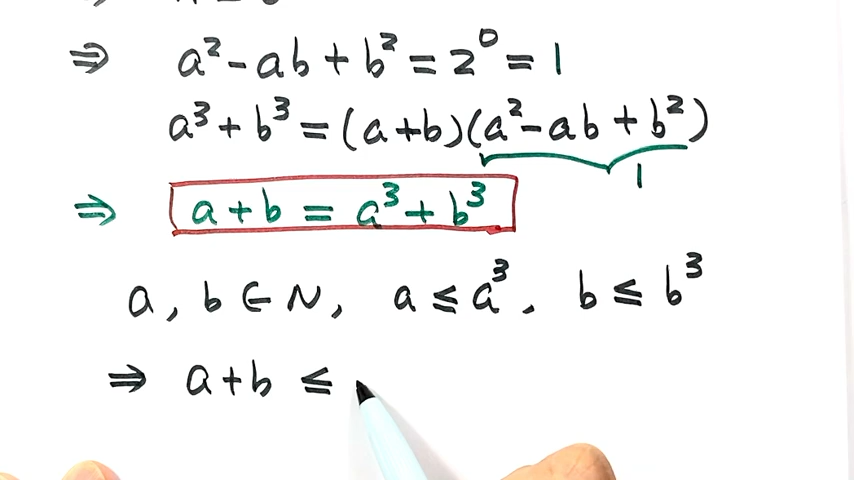 ⇒ a² - ab + b² = 2⁰ = 1
a³ + b³ = (a+b)(a² - ab + b²)
1
⇒ a + b = a³ + b³
a, b ∈ N, a ≤ a³. b ≤ b³
⇒ a+b ≤